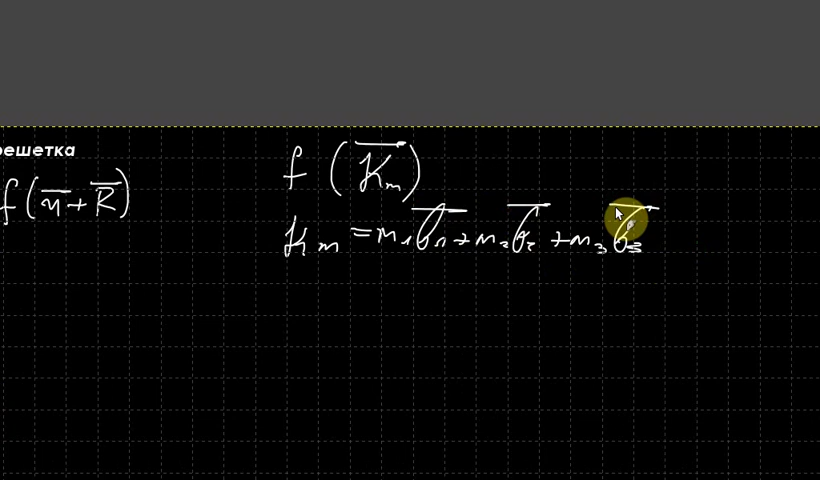 решетка
f(n̅+R̅)
f(K̅ₘ)
Kₘ = m₁b̅₁+m₂b̅₂+m₃b̅₃